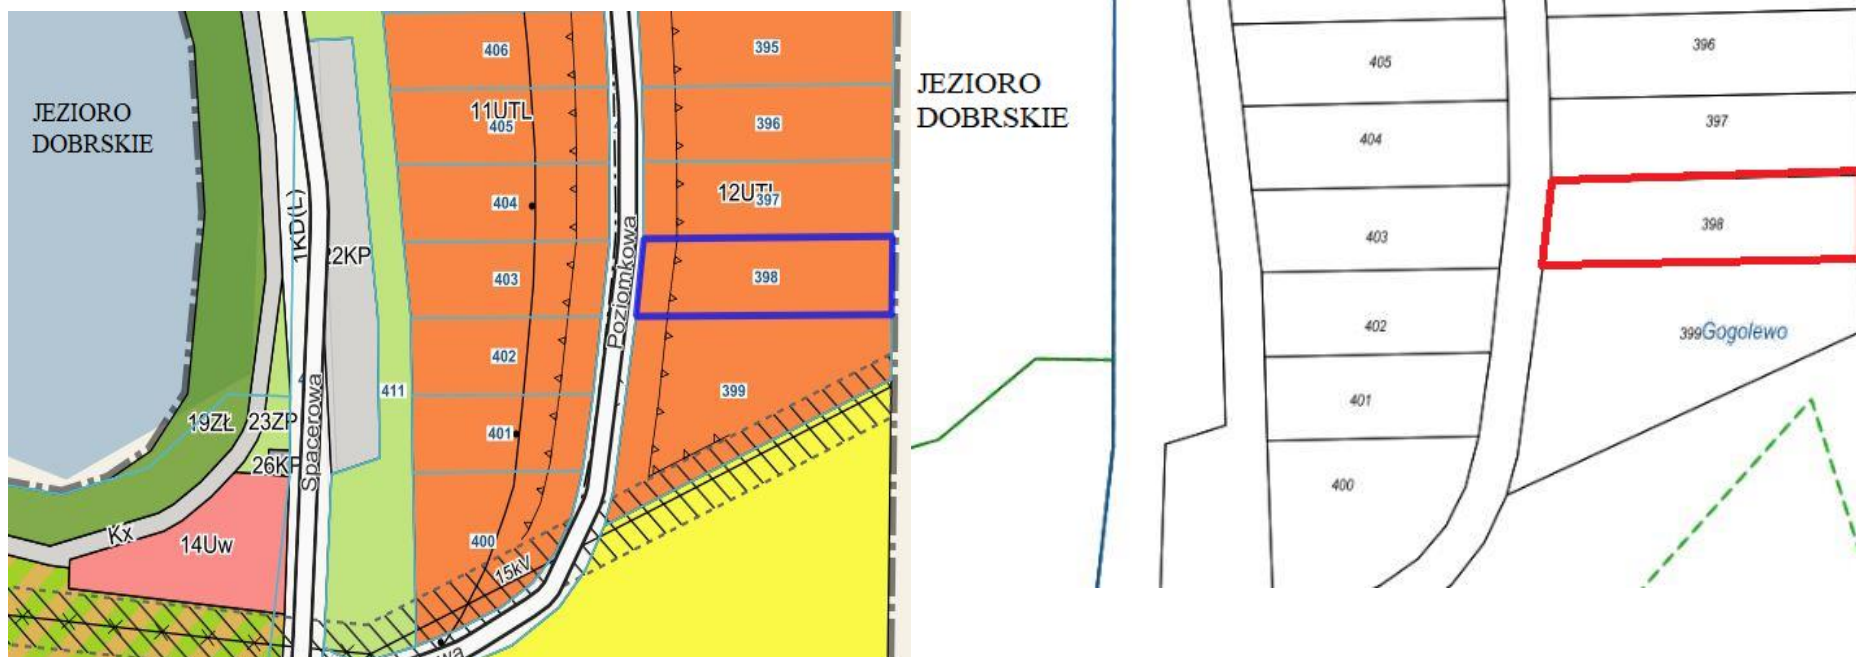 JEZIORO
DOBRSKIE
406
395
11UTL
405
396
404
12UTL
397
1KD(L)
22KP
Poziomkowa
403
398
402
Spacerowa
411
399
19ZŁ
23ZP
401
26KP
Kx
14Uw
400
15kV
wa
JEZIORO
DOBRSKIE
405
396
404
397
403
398
402
399Gogolewo
401
400